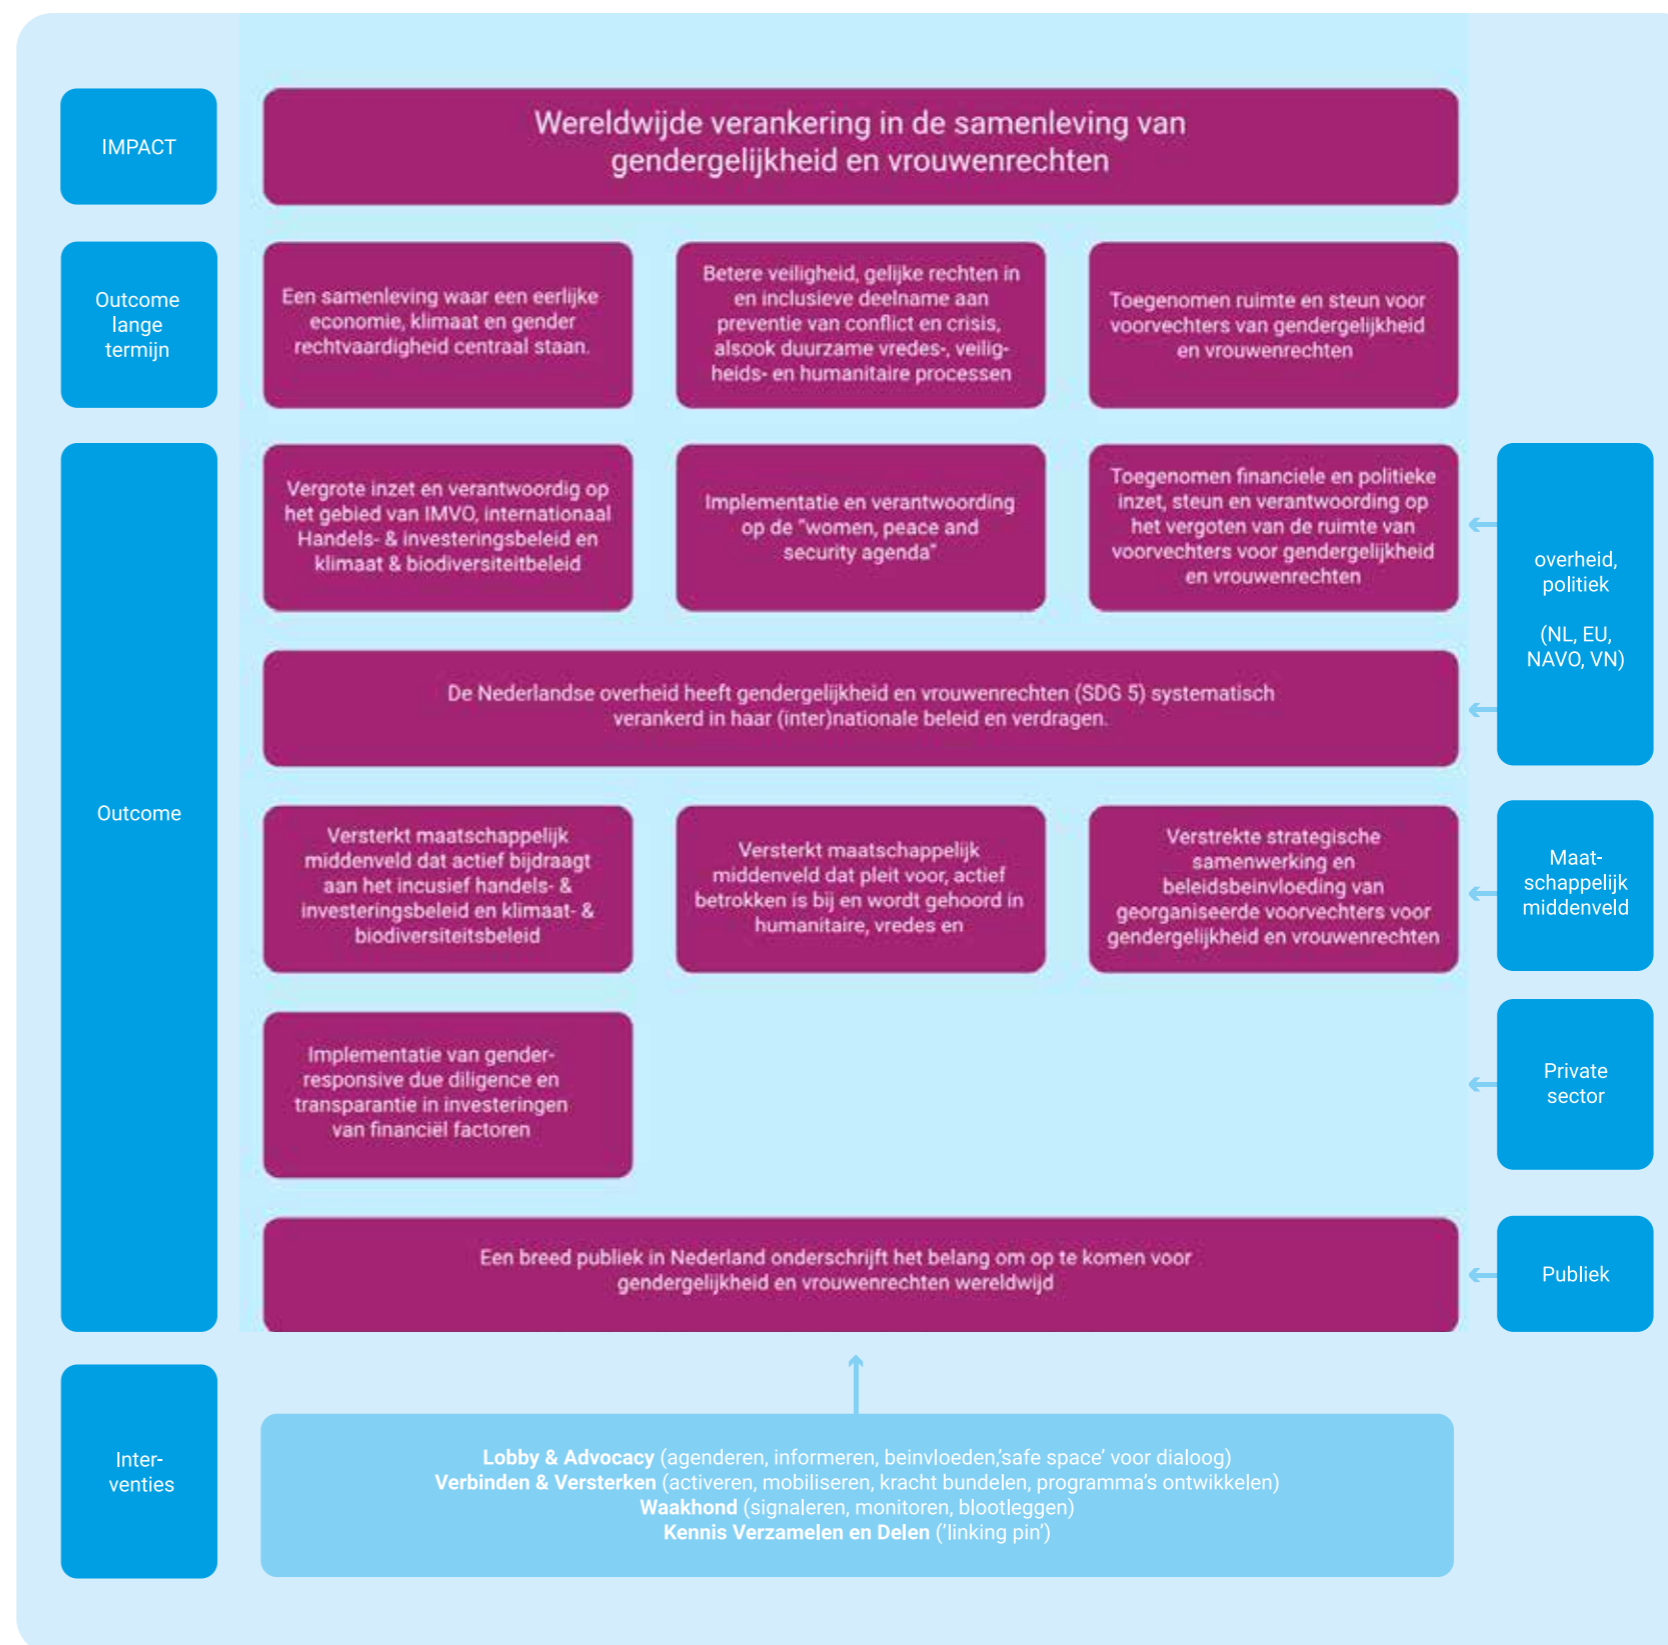 IMPACT
Wereldwijde verankering in de samenleving van
gendergelijkheid en vrouwenrechten
Outcome
lange
termijn
Een samenleving waar een eerlijke
economie, klimaat en gender
rechtvaardigheid centraal staan.
Betere veiligheid, gelijke rechten in
en inclusieve deelname aan
preventie van conflict en crisis,
alsook duurzame vredes-, veilig-
heids- en humanitaire processen
Toegenomen ruimte en steun voor
voorvechters van gendergelijkheid
en vrouwenrechten
Outcome
Vergrote inzet en verantwoordig op
het gebied van IMVO, internationaal
Handels- & investeringsbeleid en
klimaat & biodiversiteitbeleid
Implementatie en verantwoording
op de "women, peace and
security agenda"
Toegenomen financiele en politieke
inzet, steun en verantwoording op
het vergoten van de ruimte van
voorvechters voor gendergelijkheid
en vrouwenrechten
overheid,
politiek
(NL, EU,
NAVO, VN)
De Nederlandse overheid heeft gendergelijkheid en vrouwenrechten (SDG 5) systematisch
verankerd in haar (inter)nationale beleid en verdragen.
Versterkt maatschappelijk
middenveld dat actief bijdraagt
aan het incusief handels- &
investeringsbeleid en klimaat- &
biodiversiteitsbeleid
Versterkt maatschappelijk
middenveld dat pleit voor, actief
betrokken is bij en wordt gehoord in
humanitaire, vredes en
Verstrekte strategische
samenwerking en
beleidsbeinvloeding van
georganiseerde voorvechters voor
gendergelijkheid en vrouwenrechten
Maat-
schappelijk
middenveld
Implementatie van gender-
responsive due diligence en
transparantie in investeringen
van financiël factoren
Private
sector
Een breed publiek in Nederland onderschrijft het belang om op te komen voor
gendergelijkheid en vrouwenrechten wereldwijd
Publiek
Inter-
venties
Lobby & Advocacy (agenderen, informeren, beinvloeden,'safe space' voor dialoog)
Verbinden & Versterken (activeren, mobiliseren, kracht bundelen, programma's ontwikkelen)
Waakhond (signaleren, monitoren, blootleggen)
Kennis Verzamelen en Delen ('linking pin')